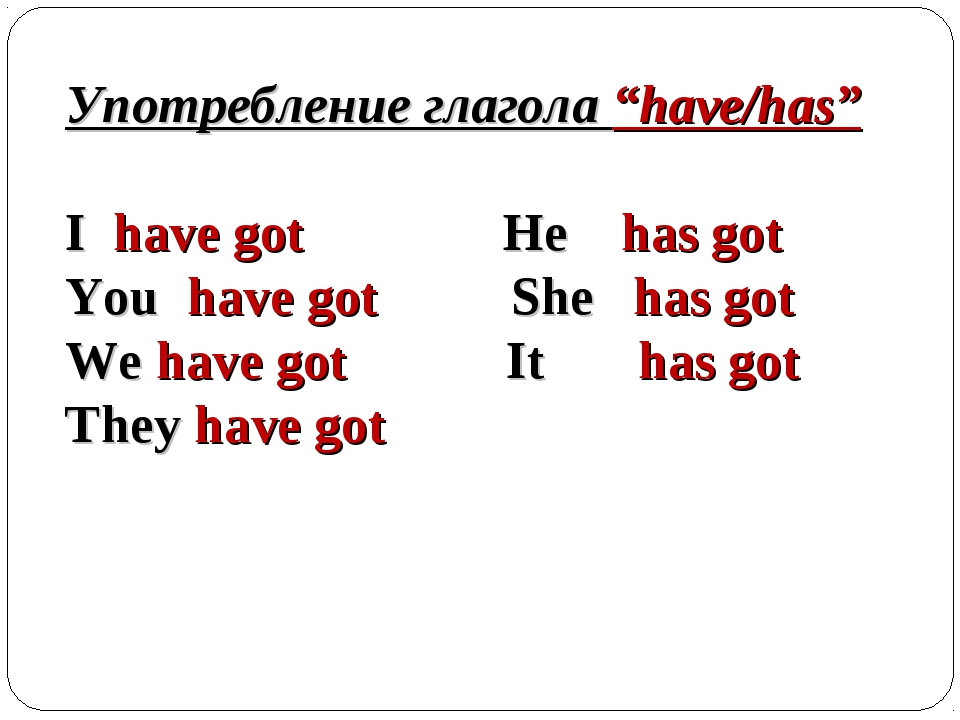 Употребление глагола “have/has”
I have got He has got
You have got She has got
We have got It has got
They have got